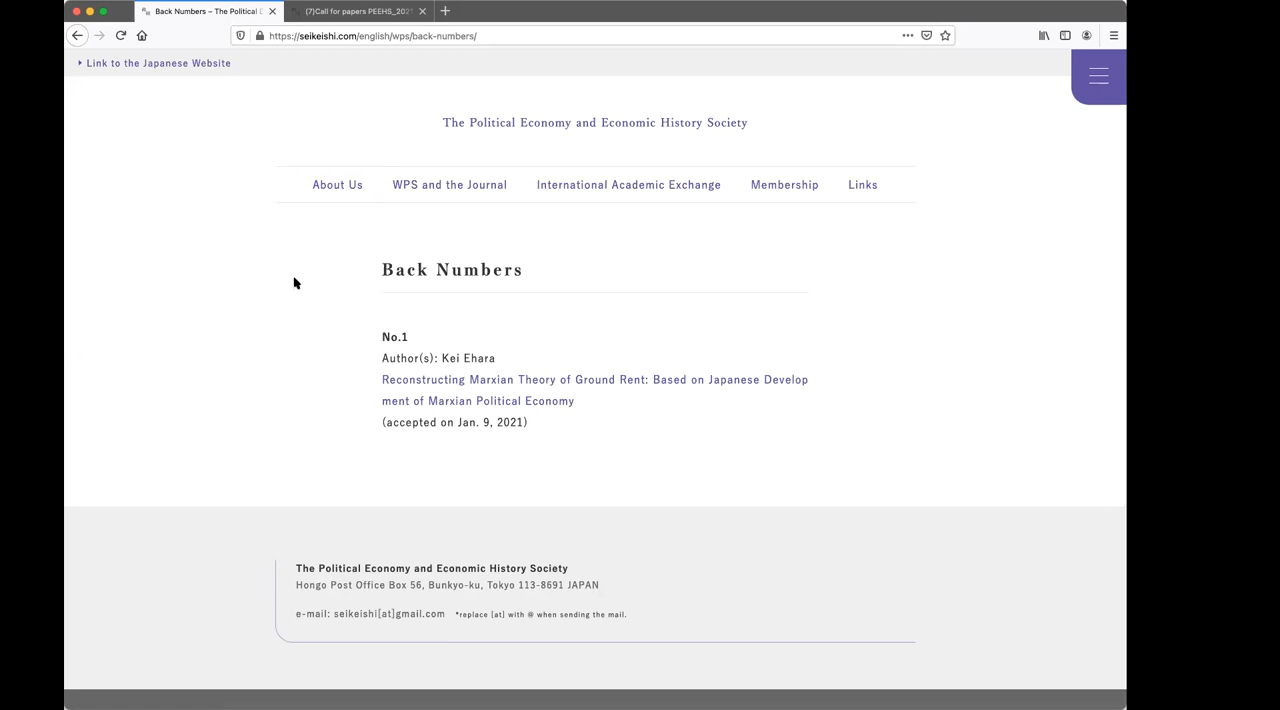 Back Numbers – The Political
(7)Call for papers PEEHS_2021
https://seikeishi.com/english/wps/back-numbers/
Link to the Japanese Website
The Political Economy and Economic History Society
About Us WPS and the Journal International Academic Exchange Membership Links
Back Numbers
No.1
Author(s): Kei Ehara
Reconstructing Marxian Theory of Ground Rent: Based on Japanese Develop
ment of Marxian Political Economy
(accepted on Jan. 9, 2021)
The Political Economy and Economic History Society
Hongo Post Office Box 56, Bunkyo-ku, Tokyo 113-8691 JAPAN
e-mail: seikeishi[at]gmail.com *replace [at] with @ when sending the mail.